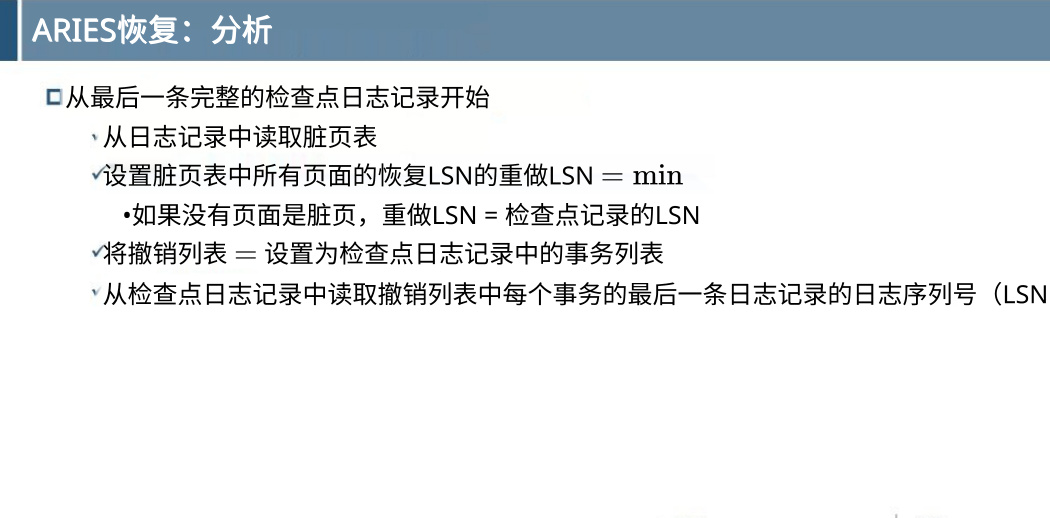 ARIES恢复：分析
从最后一条完整的检查点日志记录开始
从日志记录中读取脏页表
设置脏页表中所有页面的恢复LSN的重做LSN = min
•如果没有页面是脏页，重做LSN = 检查点记录的LSN
将撤销列表 = 设置为检查点日志记录中的事务列表
从检查点日志记录中读取撤销列表中每个事务的最后一条日志记录的日志序列号（LSN